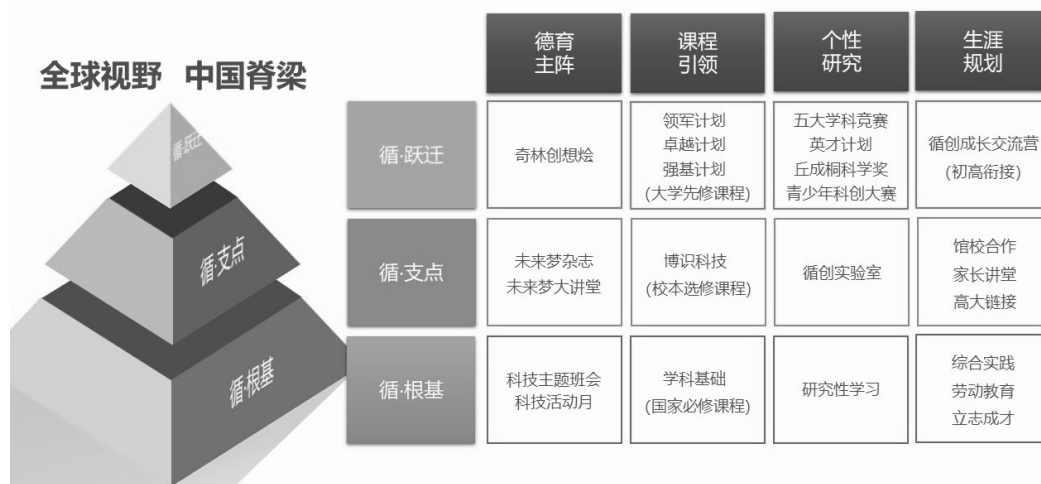 全球视野 中国脊梁
循·跃迁
循·支点
循·根基
德育
主阵
课程
引领
个性
研究
生涯
规划
循·跃迁
奇林创想烩
领军计划
卓越计划
强基计划
(大学先修课程)
五大学科竞赛
英才计划
丘成桐科学奖
青少年科创大赛
循创成长交流营
(初高衔接)
循·支点
未来梦杂志
未来梦大讲堂
博识科技
(校本选修课程)
循创实验室
馆校合作
家长讲堂
高大链接
循·根基
科技主题班会
科技活动月
学科基础
(国家必修课程)
研究性学习
综合实践
劳动教育
立志成才